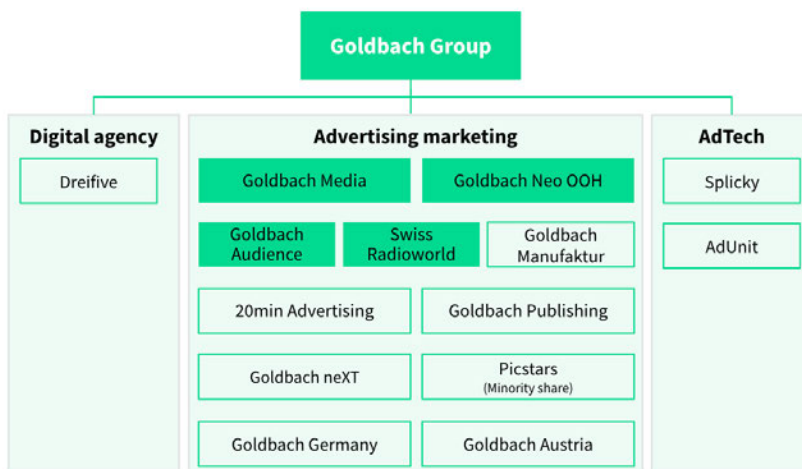 Goldbach Group
Digital agency
Dreifive
Advertising marketing
Goldbach Media
Goldbach Neo OOH
Goldbach
Audience
Swiss
Radioworld
Goldbach
Manufaktur
20min Advertising
Goldbach Publishing
Goldbach neXT
Picstars
(Minority share)
Goldbach Germany
Goldbach Austria
AdTech
Splicky
AdUnit